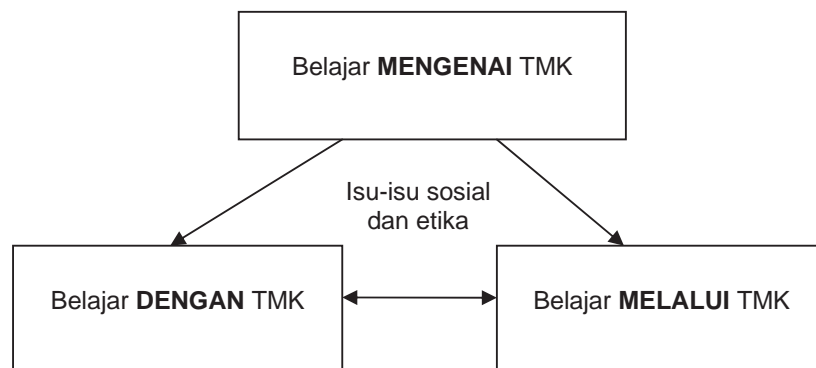 Belajar MENGENAI TMK
Isu-isu sosial
dan etika
Belajar DENGAN TMK
Belajar MELALUI TMK